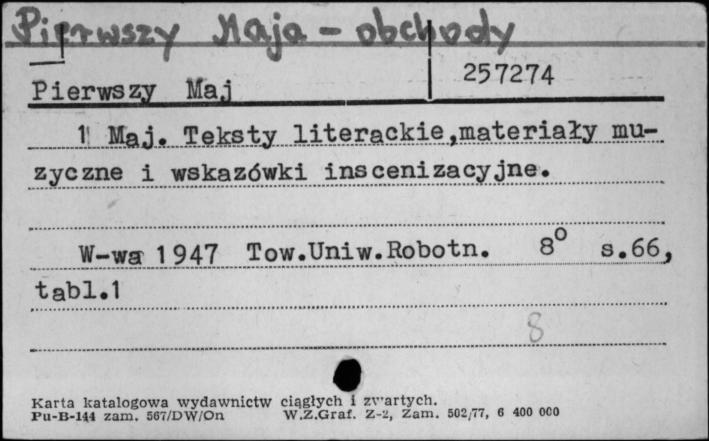 Pierwszy Maja - obchody
257274
Pierwszy Maj
1 Maj. Teksty literackie,materiały mu-
zyczne i wskazówki inscenizacyjne.
W-wa 1947 Tow.Uniw.Robotn. 8° s.66,
tabl.1
8
Karta katalogowa wydawnictw ciągłych i zwartych.
Pu-B-144 zam. 567/DW/On W.Z.Graf. Z-2, Zam. 502/77, 6 400 000